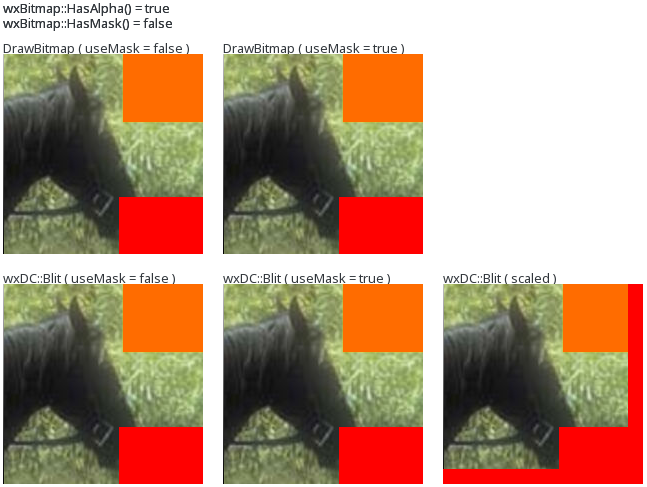 wxBitmap::HasAlpha() = true
wxBitmap::HasMask() = false
DrawBitmap ( useMask = false )
DrawBitmap ( useMask = true )
wxDC::Blit ( useMask = false )
wxDC::Blit ( useMask = true )
wxDC::Blit ( scaled )